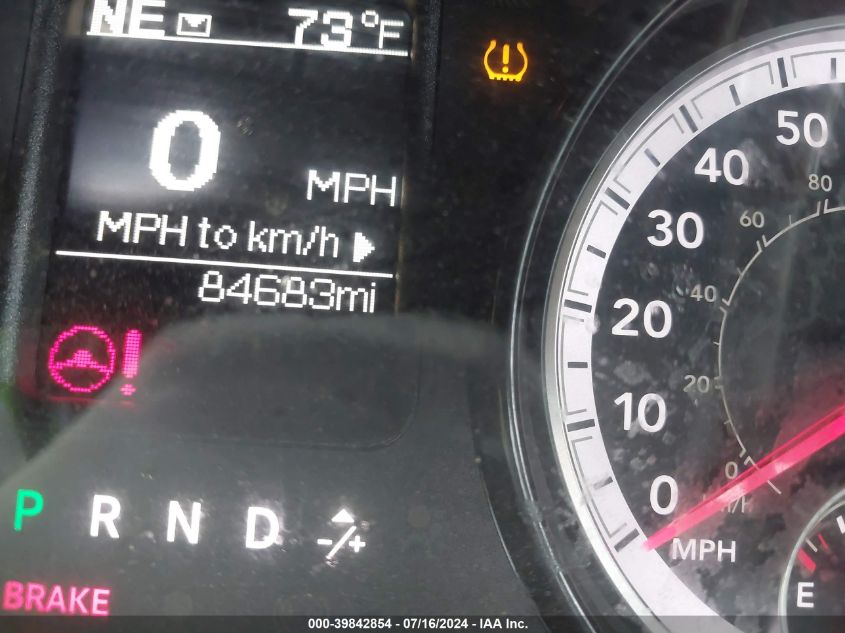 NE 73°F
0
MPH
MPH to km/h
84683mi
!
P R N D -/+
BRAKE
!
50
40
30
20
10
0
MPH
80
60
40
20
0
km/h
E
000-39842854 - 07/16/2024 - IAA Inc.